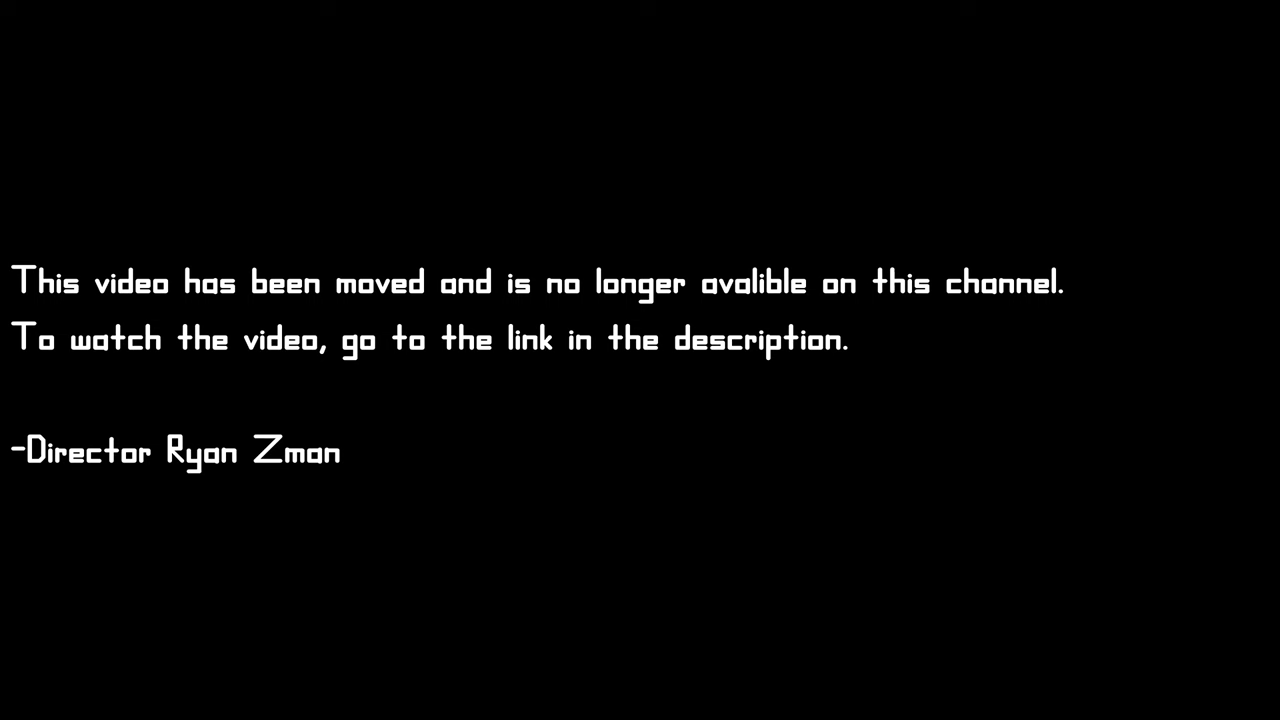 This video has been moved and is no longer avalible on this channel.
To watch the video, go to the link in the description.
-Director Ryan Zman